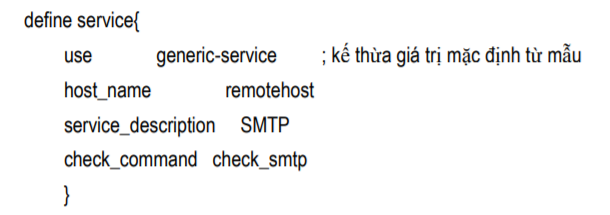 define service{
use generic-service ; kế thừa giá trị mặc định từ mẫu
host_name remotehost
service_description SMTP
check_command check_smtp
}